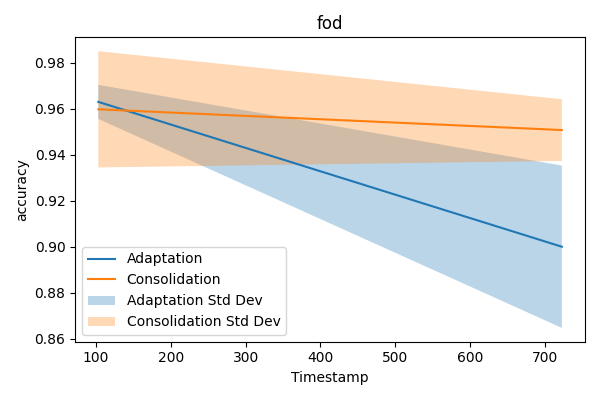 fod
accuracy
0.98
0.96
0.94
0.92
0.90
0.88
0.86
Adaptation
Consolidation
Adaptation Std Dev
Consolidation Std Dev
100 200 300 400 500 600 700
Timestamp